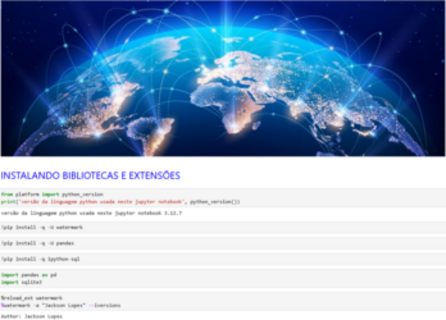 INSTALANDO BIBLIOTECAS E EXTENSÕES
from platform import python_version
print('versão da linguagem python usada neste jupyter notebook', python_version())
versão da linguagem python usada neste jupyter notebook 3.12.7
!pip install -q -U watermark
!pip install -q -U pandas
!pip install -q ipython-sql
import pandas as pd
import sqlite3
%reload_ext watermark
%watermark -a "Jackson Lopes" --iversions
Author: Jackson Lopes